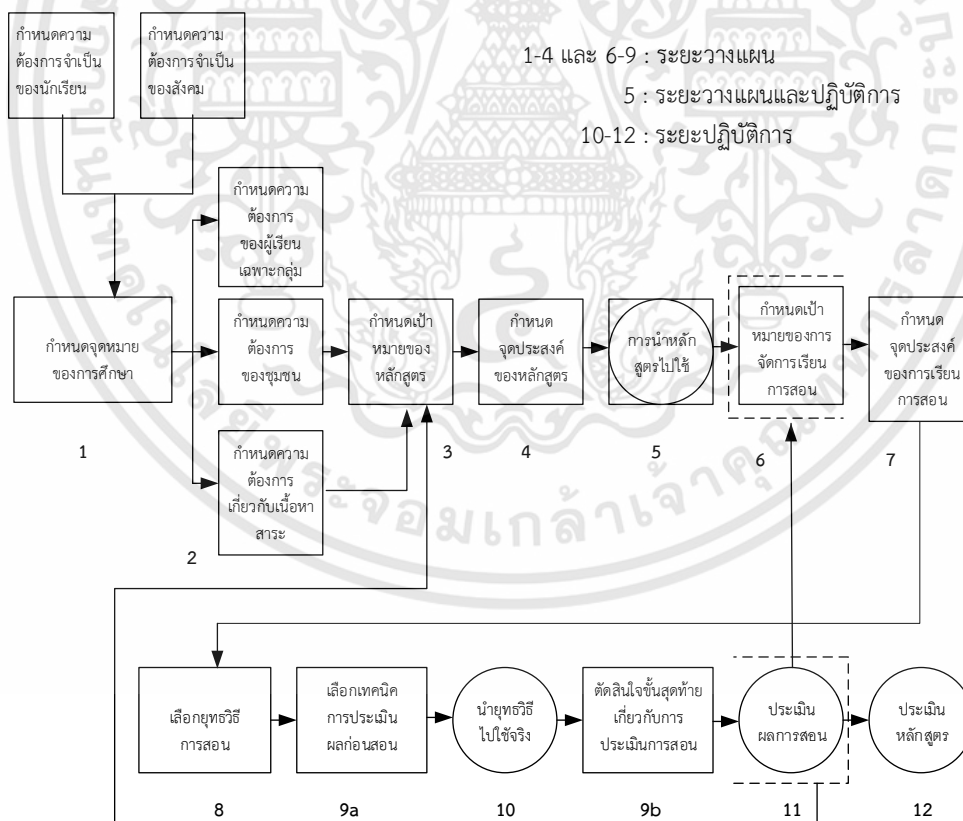 กำหนดความ
ต้องการจำเป็น
ของนักเรียน
กำหนดความ
ต้องการจำเป็น
ของสังคม
1-4 และ 6-9 : ระยะวางแผน
5 : ระยะวางแผนและปฏิบัติการ
10-12 : ระยะปฏิบัติการ
กำหนดจุดหมาย
ของการศึกษา
1
กำหนดความ
ต้องการ
ของผู้เรียน
เฉพาะกลุ่ม
กำหนดความ
ต้องการ
ของชุมชน
กำหนดความ
ต้องการ
เกี่ยวกับเนื้อหา
สาระ
2
กำหนดเป้า
หมายของ
หลักสูตร
3
กำหนด
จุดประสงค์
ของหลักสูตร
4
การนำหลัก
สูตรไปใช้
5
กำหนดเป้า
หมายของการ
จัดการเรียน
การสอน
6
กำหนด
จุดประสงค์
ของการเรียน
การสอน
7
เลือกยุทธวิธี
การสอน
8
เลือกเทคนิค
การประเมิน
ผลก่อนสอน
9a
นำยุทธวิธี
ไปใช้จริง
10
ตัดสินใจขั้นสุดท้าย
เกี่ยวกับการ
ประเมินการสอน
9b
ประเมิน
ผลการสอน
11
ประเมิน
หลักสูตร
12